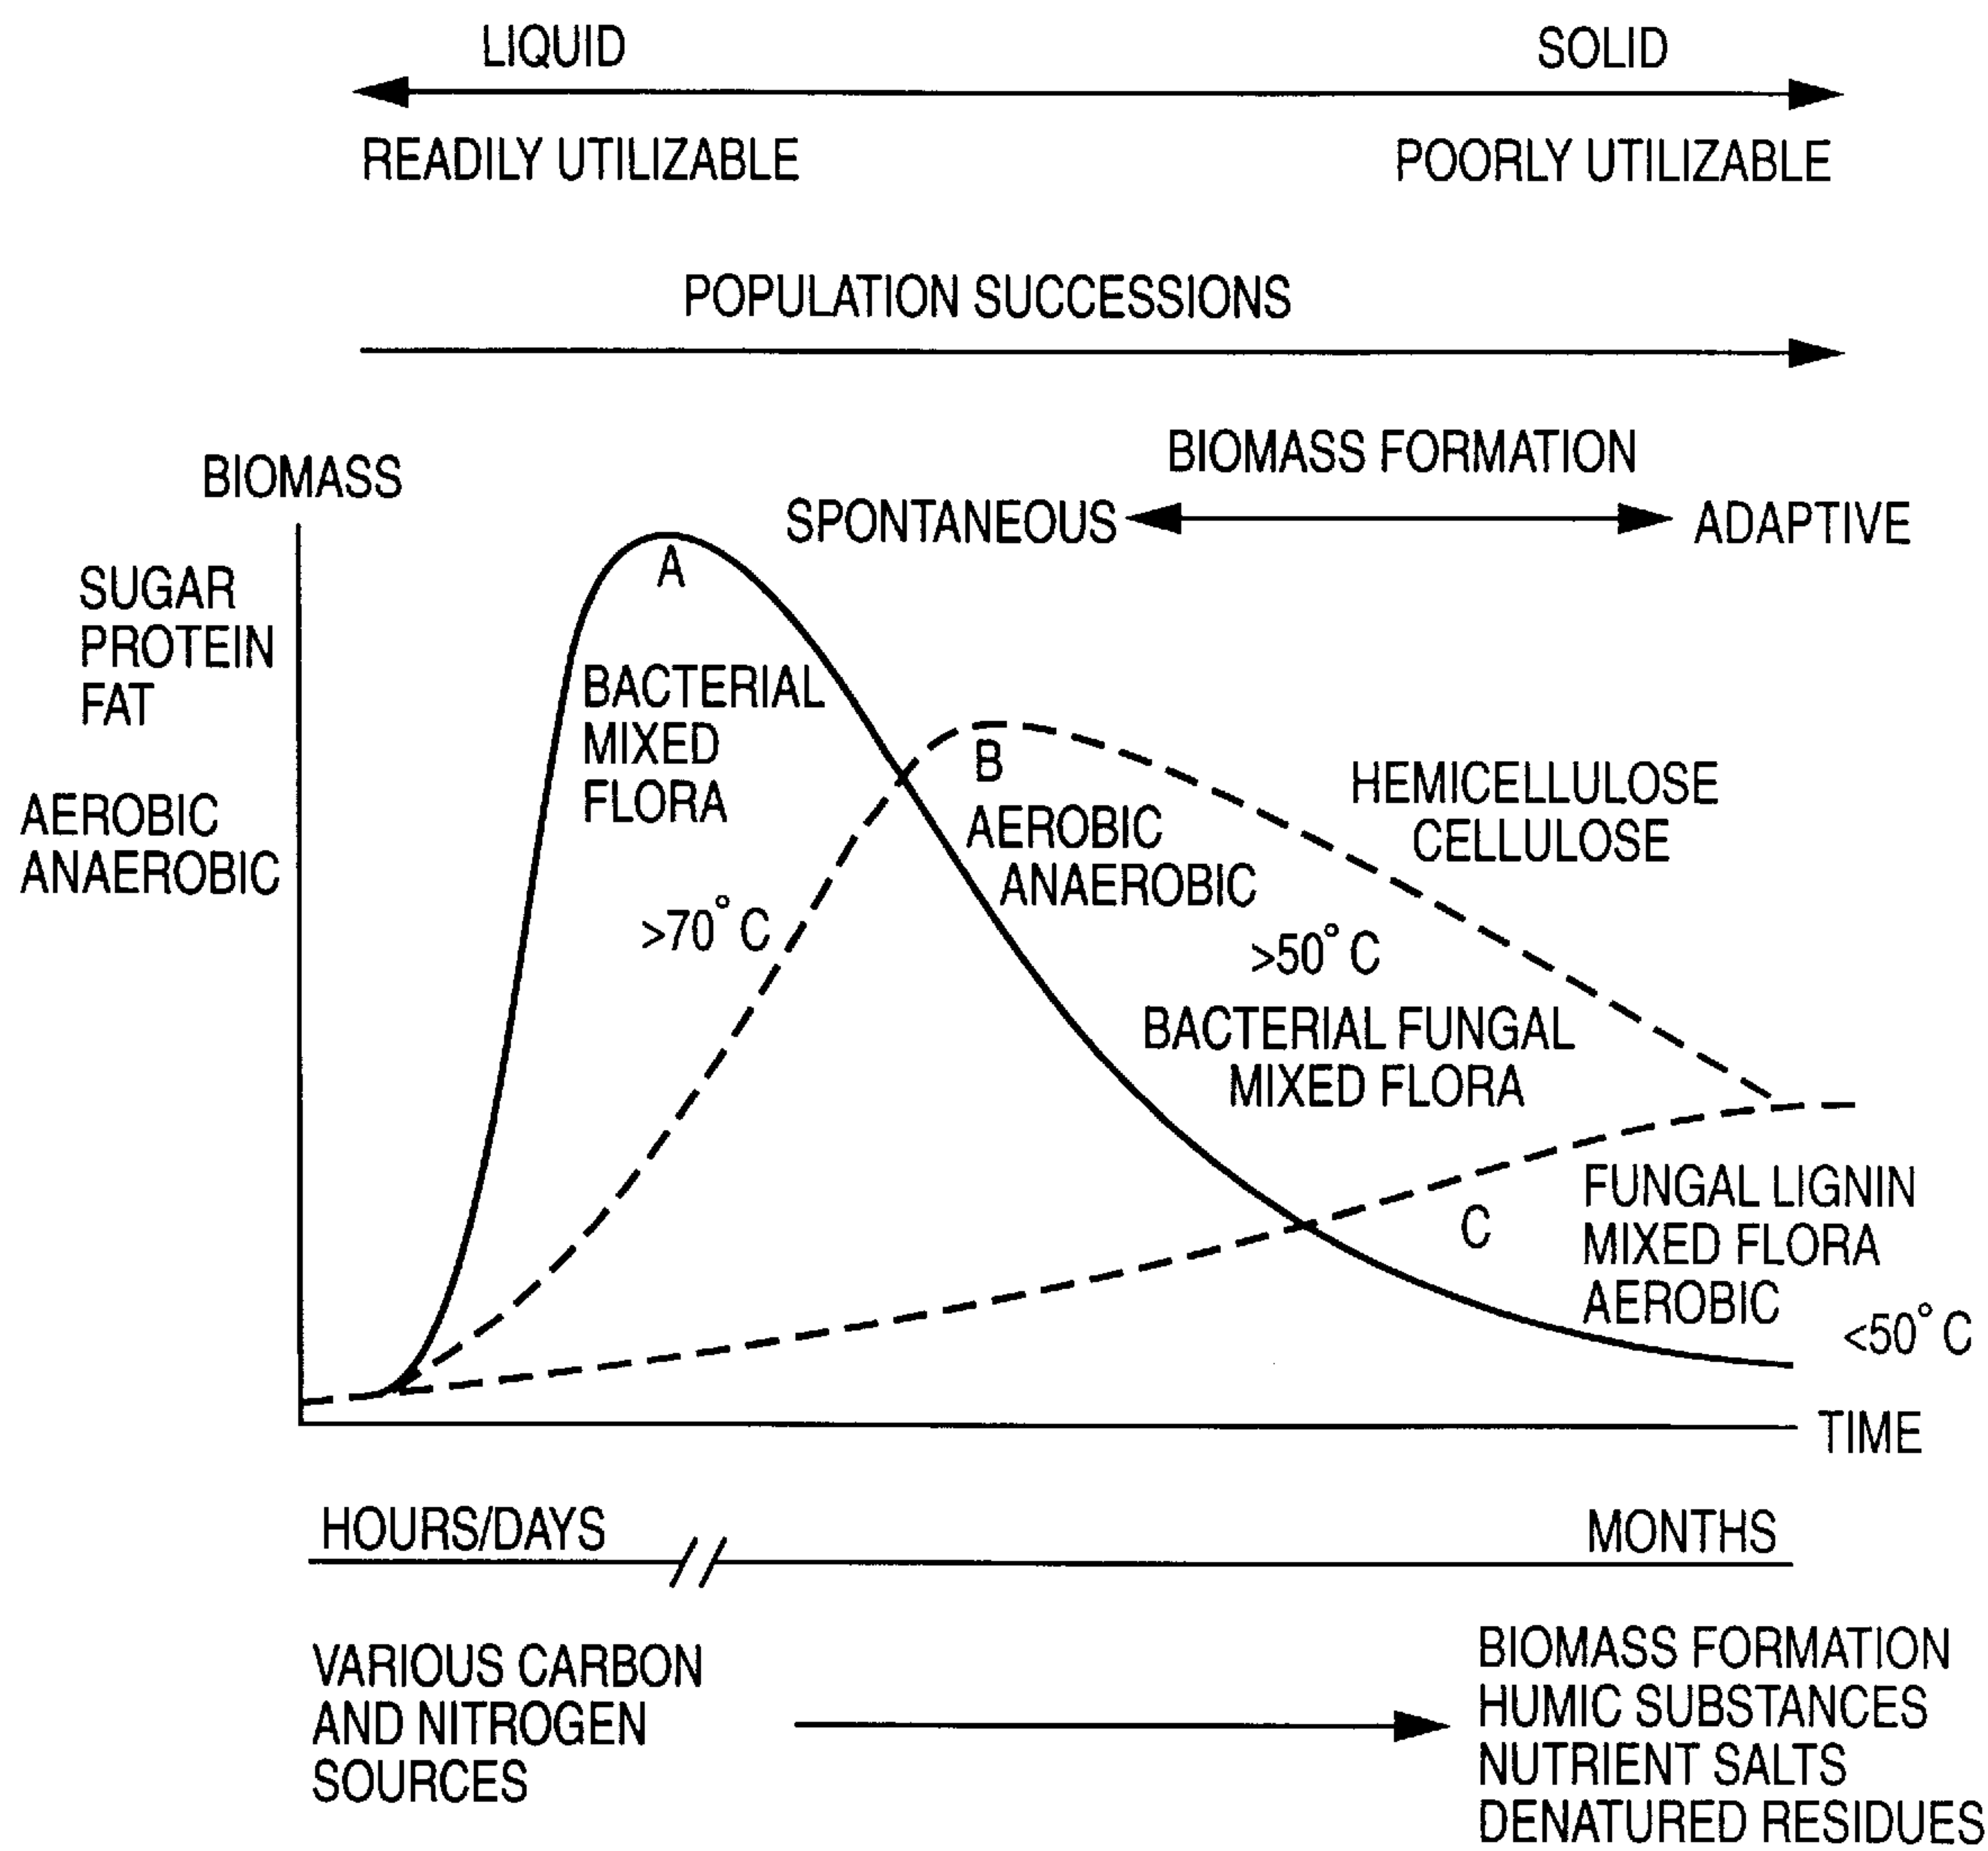 LIQUID
SOLID
READILY UTILIZABLE
POORLY UTILIZABLE
POPULATION SUCCESSIONS
BIOMASS FORMATION
SPONTANEOUS
ADAPTIVE
BIOMASS
SUGAR
PROTEIN
FAT
AEROBIC
ANAEROBIC
A
BACTERIAL
MIXED
FLORA
>70°C
B
AEROBIC
ANAEROBIC
>50°C
BACTERIAL FUNGAL
MIXED FLORA
HEMICELLULOSE
CELLULOSE
C
FUNGAL LIGNIN
MIXED FLORA
AEROBIC
<50°C
TIME
HOURS/DAYS
MONTHS
VARIOUS CARBON
AND NITROGEN
SOURCES
BIOMASS FORMATION
HUMIC SUBSTANCES
NUTRIENT SALTS
DENATURED RESIDUES